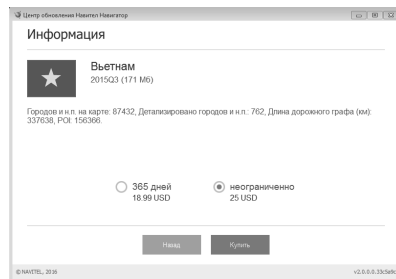 Центр обновления Навител Навигатор
Информация
Вьетнам
2015Q3 (171 Мб)
Городов и н.п. на карте: 87432, Детализировано городов и н.п.: 762, Длина дорожного графа (км):
337638, POI: 156366.
365 дней
18.99 USD
неограниченно
25 USD
Назад
Купить
© NAVITEL, 2016